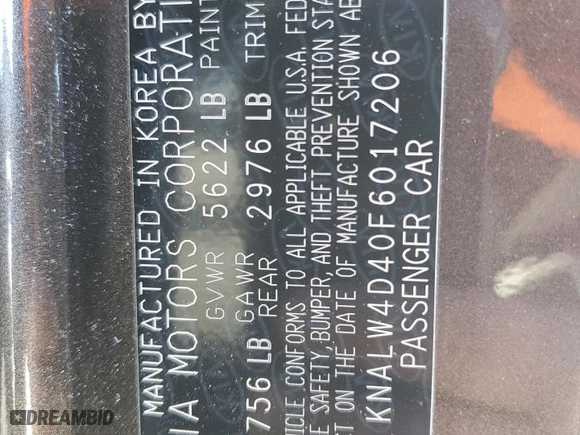 MANUFACTURED IN KOREA BY
IA MOTORS CORPORATI
GVWR 5622 LB PAINT
GAWR
756 LB REAR 2976 LB TRIM
ICLE CONFORMS TO ALL APPLICABLE U.S.A. FED
E SAFETY, BUMPER, AND THEFT PREVENTION STA
CT ON THE DATE OF MANUFACTURE SHOWN AB
KNALW4D40F6017206
PASSENGER CAR
DREAMBID